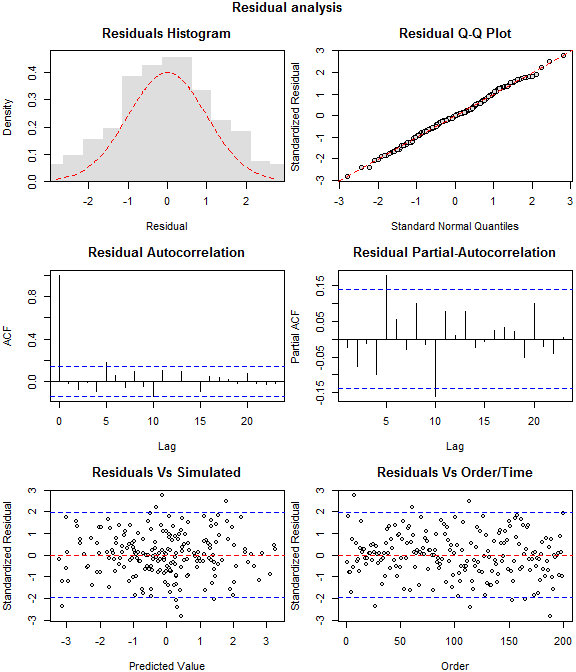 Residual analysis
Residuals Histogram
Density
0.0 0.1 0.2 0.3 0.4
-2 -1 0 1 2
Residual
Residual Q-Q Plot
Standardized Residual
-3 -2 -1 0 1 2 3
-3 -2 -1 0 1 2 3
Standard Normal Quantiles
Residual Autocorrelation
ACF
0.0 0.4 0.8
0 5 10 15 20
Lag
Residual Partial-Autocorrelation
Partial ACF
-0.15 -0.05 0.05 0.15
5 10 15 20
Lag
Residuals Vs Simulated
Standardized Residual
-3 -2 -1 0 1 2 3
-3 -2 -1 0 1 2 3
Predicted Value
Residuals Vs Order/Time
Standardized Residual
-3 -2 -1 0 1 2 3
0 50 100 150 200
Order